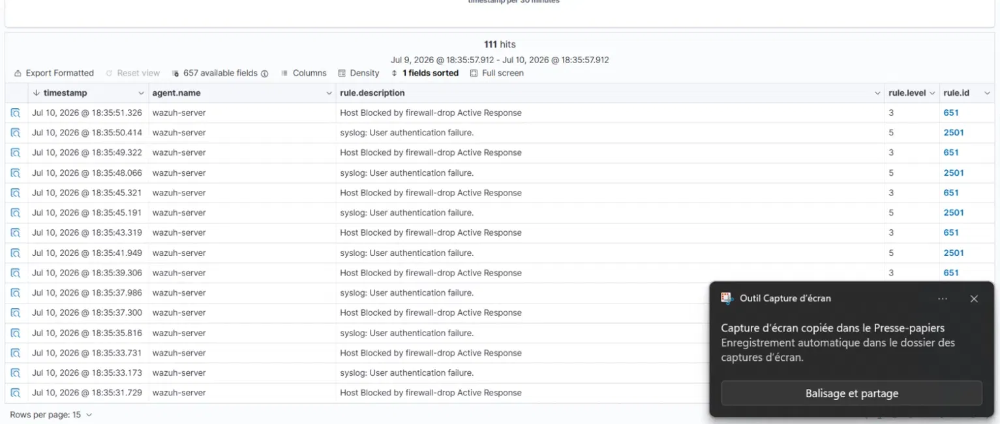 timestamp per 30 minutes
111 hits
Jul 9, 2026 @ 18:35:57.912 - Jul 10, 2026 @ 18:35:57.912
Export Formatted Reset view 657 available fields Columns Density 1 fields sorted Full screen
timestamp agent.name rule.description rule.level rule.id
Jul 10, 2026 @ 18:35:51.326 wazuh-server Host Blocked by firewall-drop Active Response 3 651
Jul 10, 2026 @ 18:35:50.414 wazuh-server syslog: User authentication failure. 5 2501
Jul 10, 2026 @ 18:35:49.322 wazuh-server Host Blocked by firewall-drop Active Response 3 651
Jul 10, 2026 @ 18:35:48.066 wazuh-server syslog: User authentication failure. 5 2501
Jul 10, 2026 @ 18:35:45.321 wazuh-server Host Blocked by firewall-drop Active Response 3 651
Jul 10, 2026 @ 18:35:45.191 wazuh-server syslog: User authentication failure. 5 2501
Jul 10, 2026 @ 18:35:43.319 wazuh-server Host Blocked by firewall-drop Active Response 3 651
Jul 10, 2026 @ 18:35:41.949 wazuh-server syslog: User authentication failure. 5 2501
Jul 10, 2026 @ 18:35:39.306 wazuh-server Host Blocked by firewall-drop Active Response 3 651
Jul 10, 2026 @ 18:35:37.986 wazuh-server syslog: User authentication failure.
Jul 10, 2026 @ 18:35:37.300 wazuh-server Host Blocked by firewall-drop Active Response
Jul 10, 2026 @ 18:35:35.816 wazuh-server syslog: User authentication failure.
Jul 10, 2026 @ 18:35:33.731 wazuh-server Host Blocked by firewall-drop Active Response
Jul 10, 2026 @ 18:35:33.173 wazuh-server syslog: User authentication failure.
Jul 10, 2026 @ 18:35:31.729 wazuh-server Host Blocked by firewall-drop Active Response
Rows per page: 15
Outil Capture d'écran
Capture d'écran copiée dans le Presse-papiers
Enregistrement automatique dans le dossier des
captures d'écran.
Balisage et partage